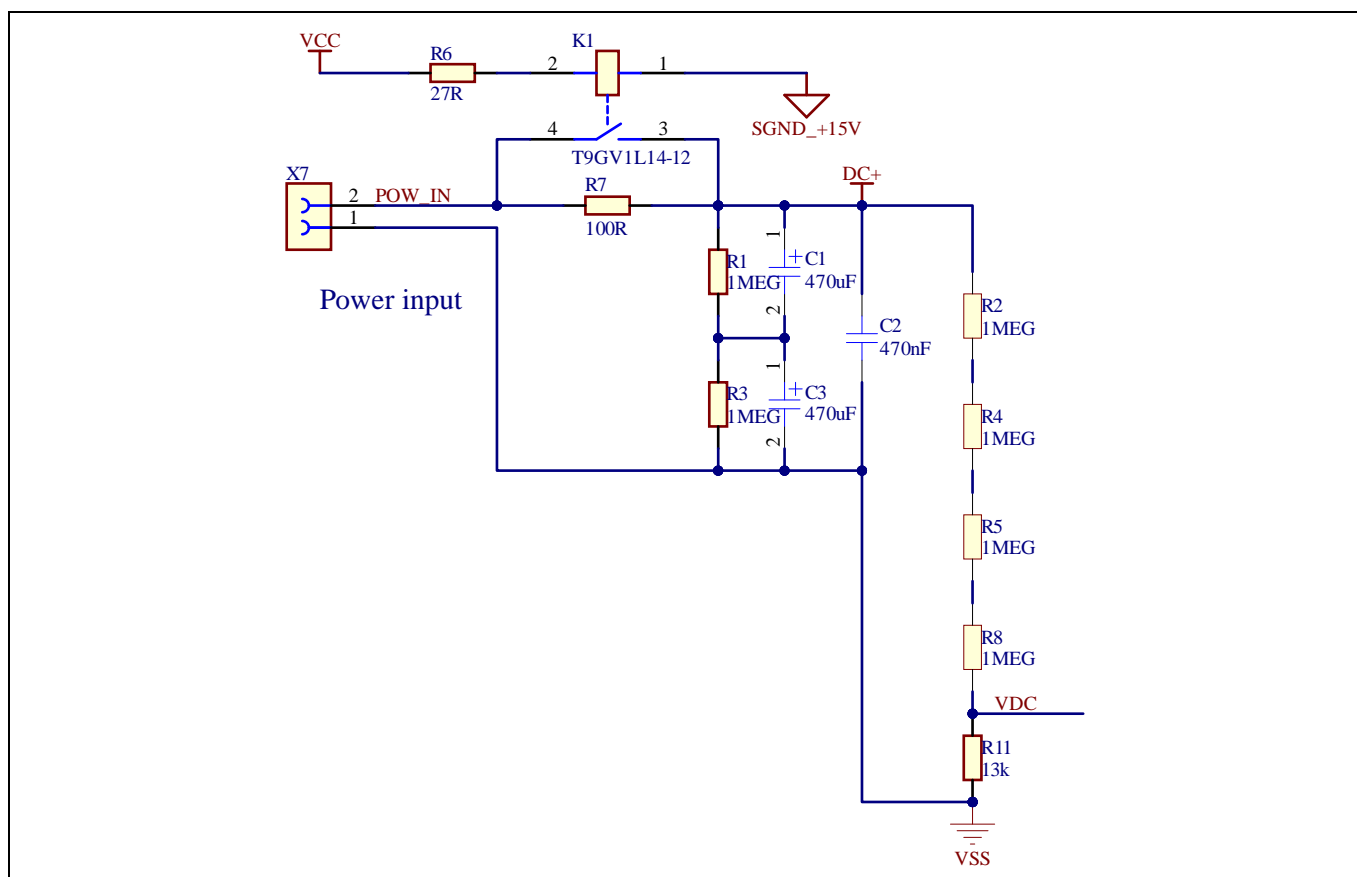 VCC
R6
27R
K1
2
1
SGND_+15V
4
3
T9GV1L14-12
X7
2
POW_IN
1
R7
100R
DC+
Power input
R1
1MEG
1
+
C1
470uF
2
C2
470nF
R2
1MEG
R3
1MEG
1
+
C3
470uF
2
R4
1MEG
R5
1MEG
R8
1MEG
VDC
R11
13k
VSS